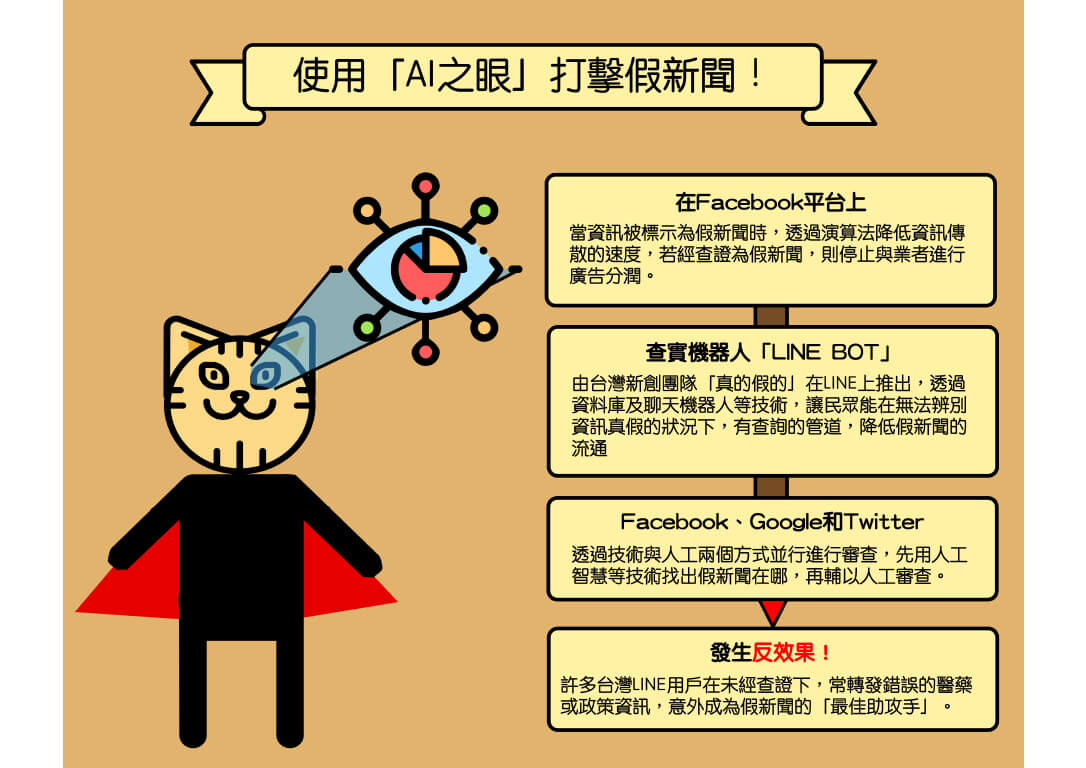 使用「AI之眼」打擊假新聞！
在Facebook平台上
當資訊被標示為假新聞時，透過演算法降低資訊傳
散的速度，若經查證為假新聞，則停止與業者進行
廣告分潤。
查實機器人「LINE BOT」
由台灣新創團隊「真的假的」在LINE上推出，透過
資料庫及聊天機器人等技術，讓民眾能在無法辨別
資訊真假的狀況下，有查詢的管道，降低假新聞的
流通
Facebook、Google和Twitter
透過技術與人工兩個方式並行進行審查，先用人工
智慧等技術找出假新聞在哪，再輔以人工審查。
發生反效果！
許多台灣LINE用戶在未經查證下，常轉發錯誤的醫藥
或政策資訊，意外成為假新聞的「最佳助攻手」。